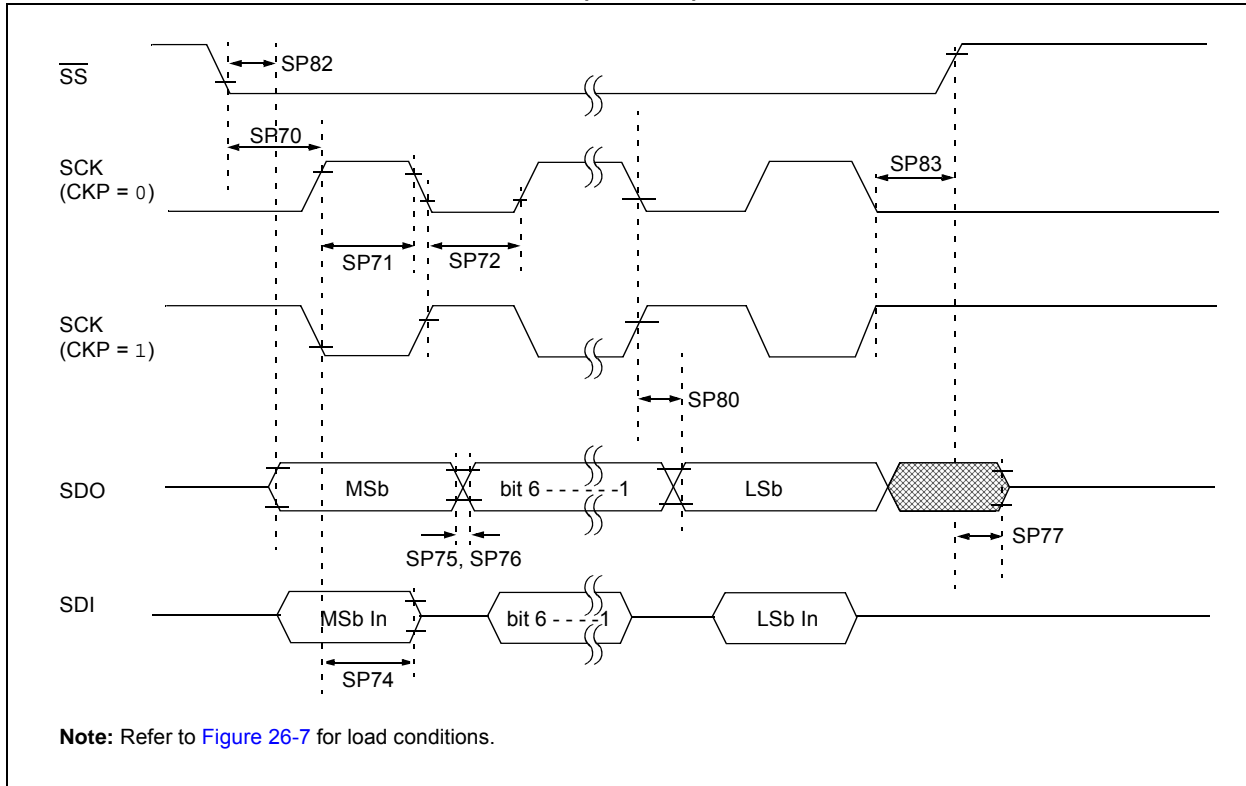 SS
SP82
SP70
SCK
(CKP = 0)
SP83
SP71
SP72
SCK
(CKP = 1)
SP80
SDO
MSb
bit 6 - - - - - -1
LSb
SP75, SP76
SP77
SDI
MSb In
bit 6 - - - -1
LSb In
SP74
Note: Refer to Figure 26-7 for load conditions.